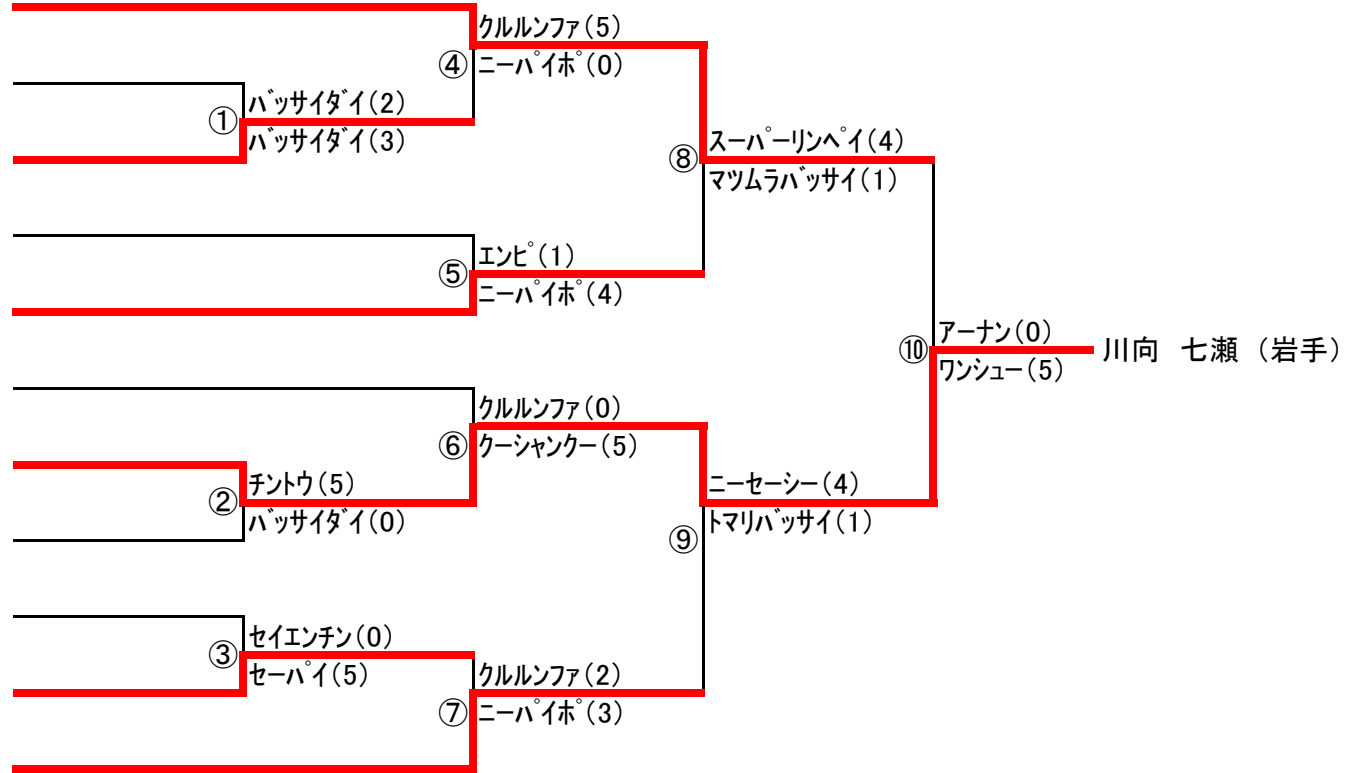 クルルンファ(5)
④
ニーパイポ(0)
バッサイダイ(2)
①
バッサイダイ(3)
スーパーリンペイ(4)
⑧
マツムラバッサイ(1)
エンピ(1)
⑤
ニーパイポ(4)
アーナン(0)
⑩
川向 七瀬 (岩手)
ワンシュー(5)
クルルンファ(0)
⑥
クーシャンクー(5)
チントウ(5)
②
バッサイダイ(0)
ニーセーシー(4)
⑨
トマリバッサイ(1)
セイエンチン(0)
③
セーパイ(5)
クルルンファ(2)
⑦
ニーパイポ(3)